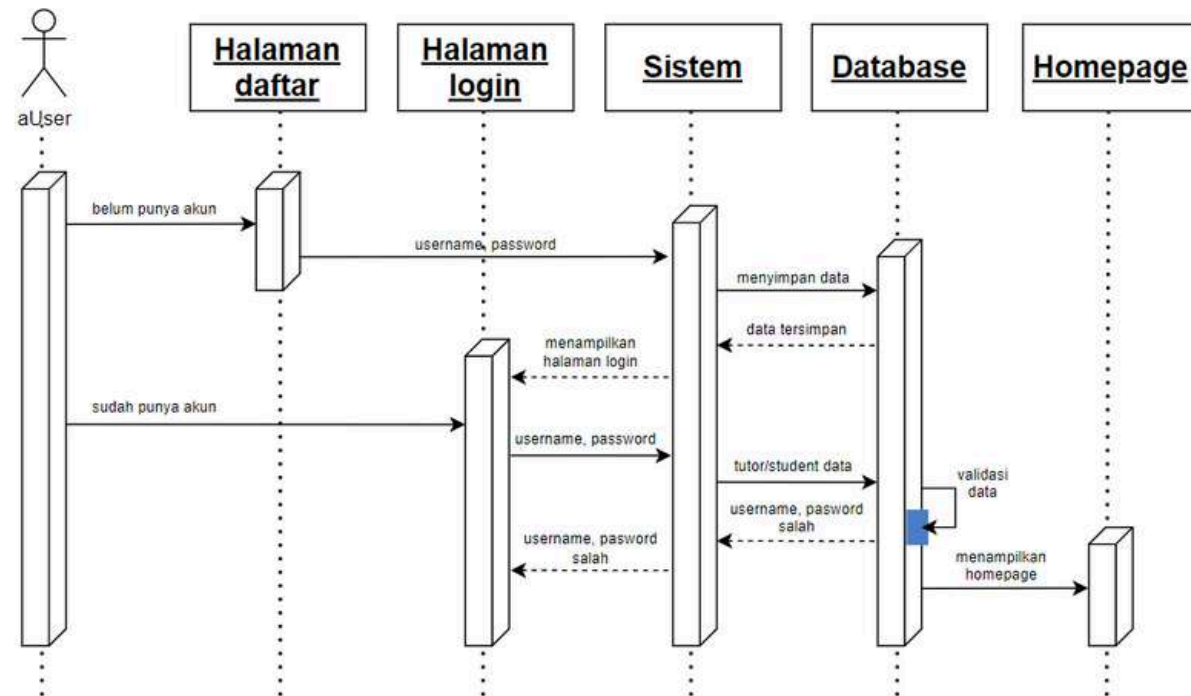 aUser
Halaman
daftar
Halaman
login
Sistem
Database
Homepage
belum punya akun
username, password
menyimpan data
data tersimpan
menampilkan
halaman login
sudah punya akun
username, password
tutor/student data
validasi
data
username, pasword
salah
username, pasword
salah
menampilkan
homepage